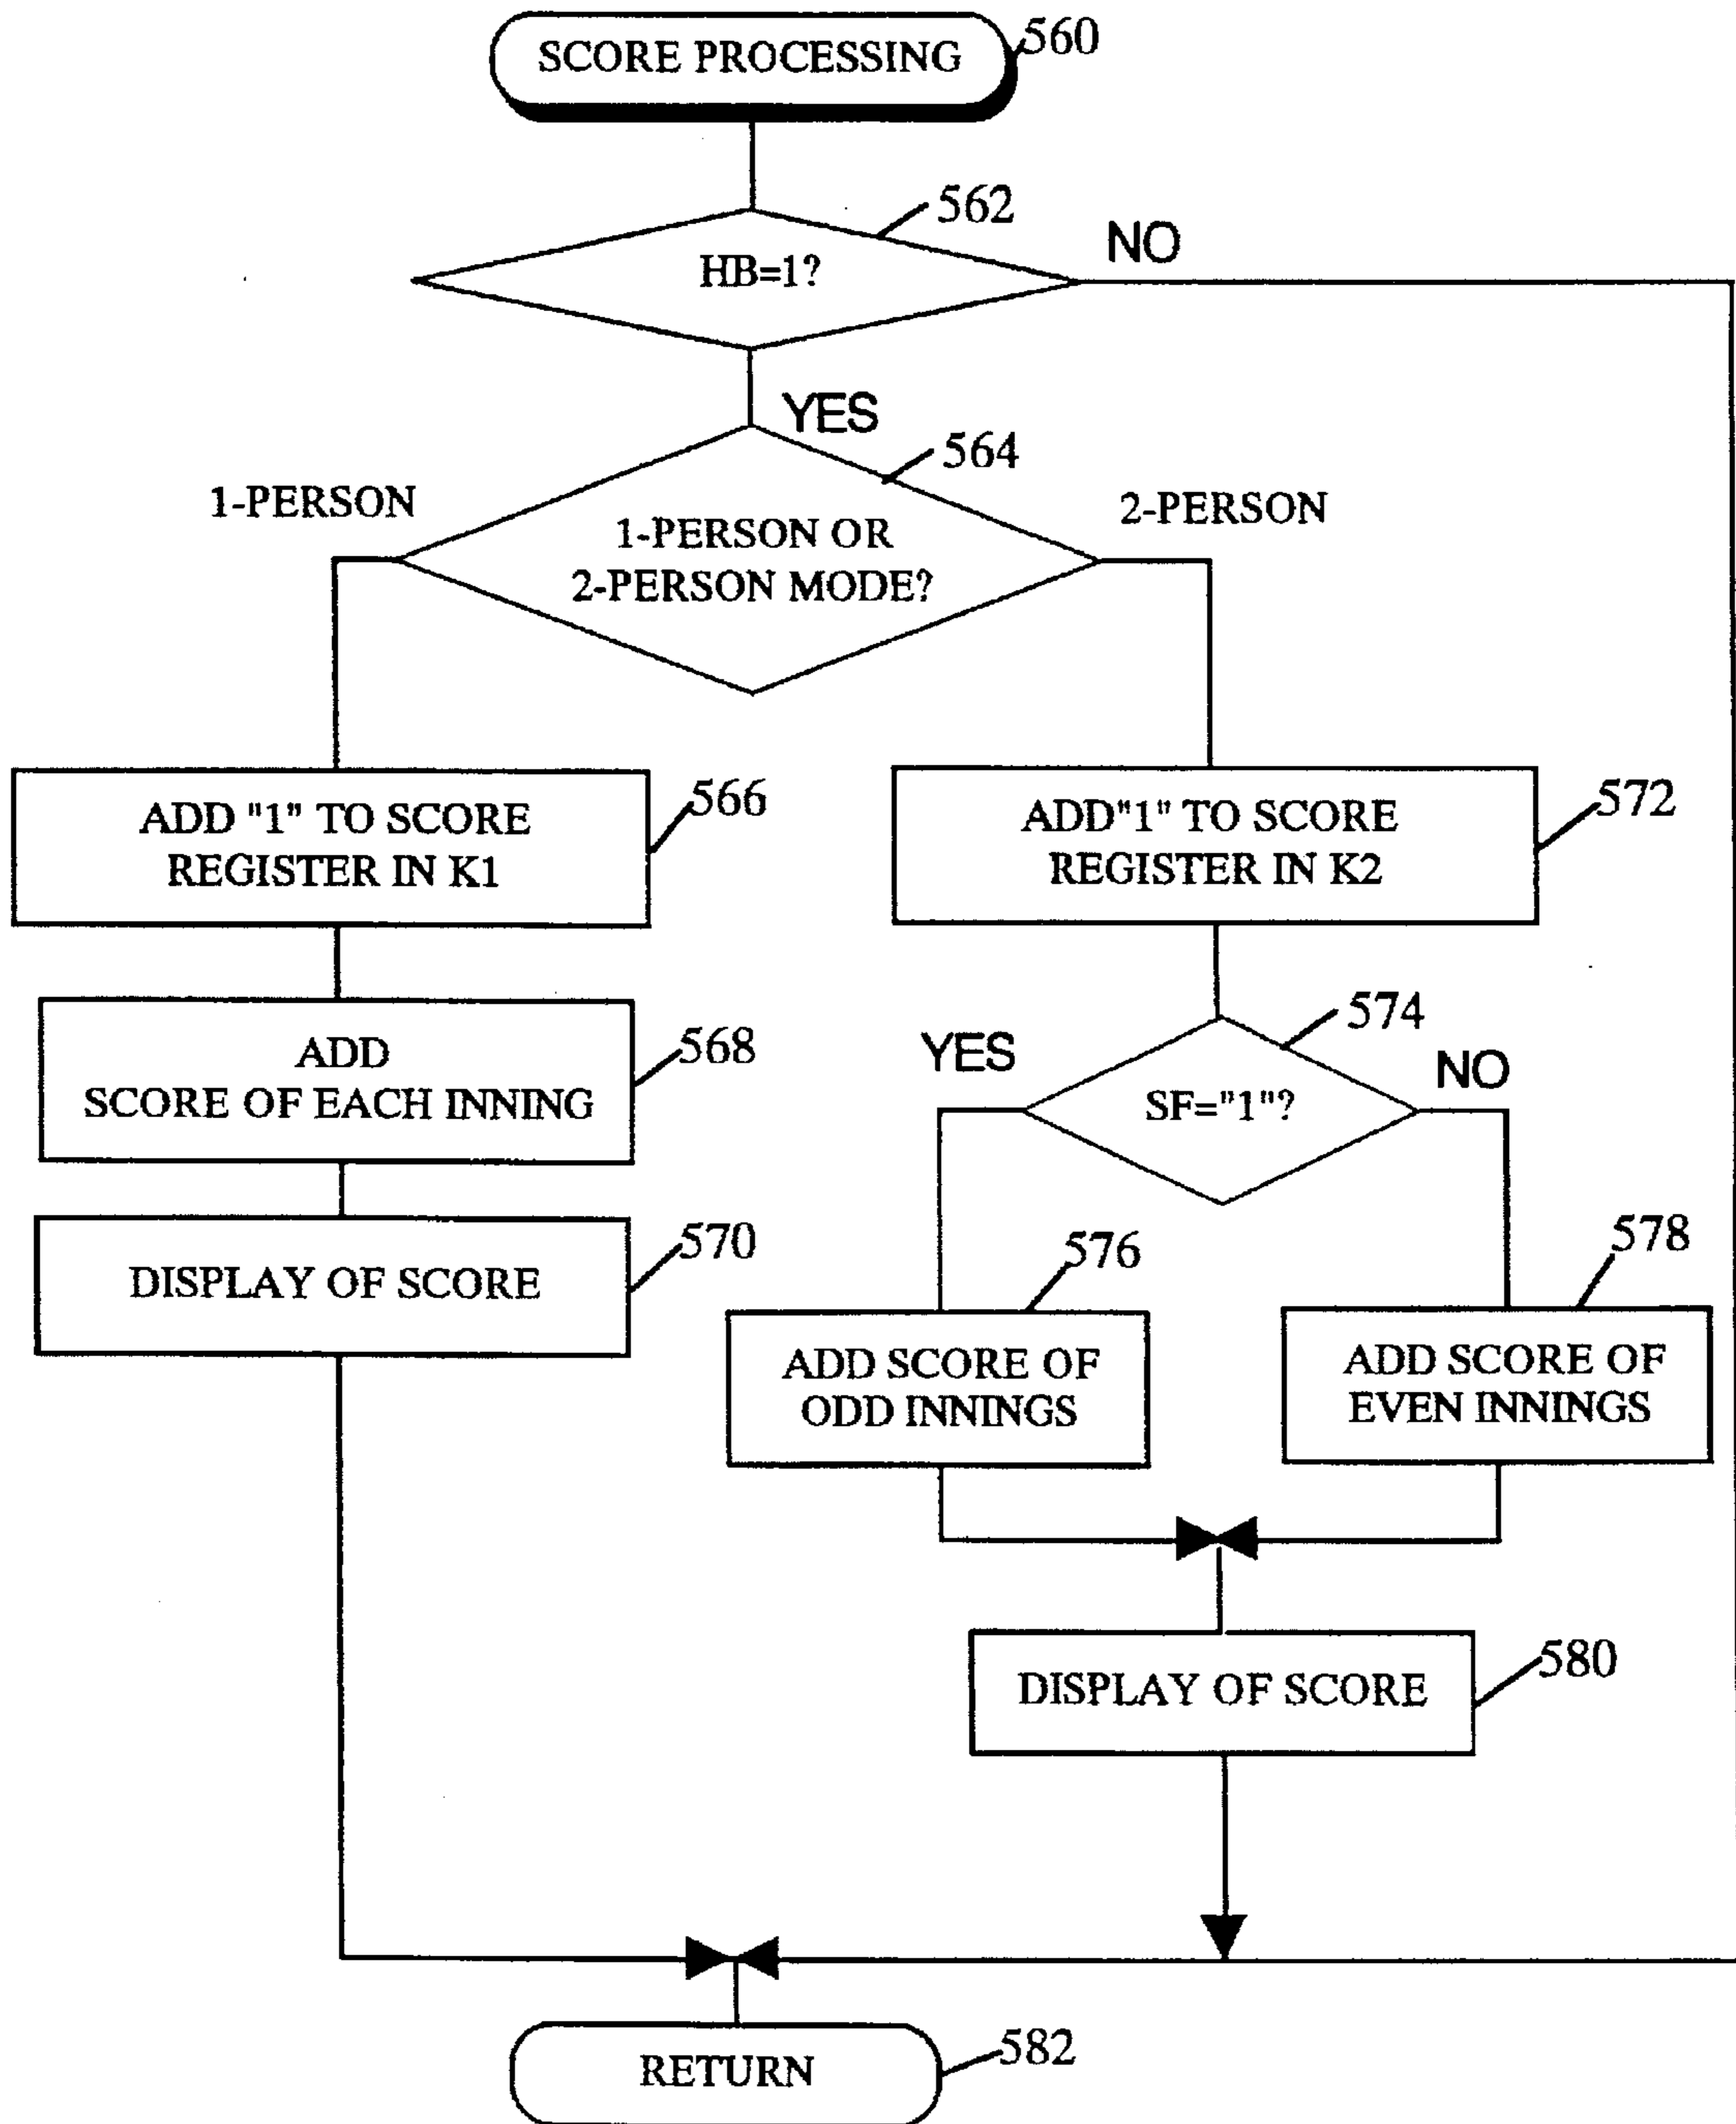 SCORE PROCESSING
560
562
HB=1?
NO
YES
564
1-PERSON
2-PERSON
1-PERSON OR
2-PERSON MODE?
ADD "1" TO SCORE
REGISTER IN K1
566
ADD"1" TO SCORE
REGISTER IN K2
572
ADD
SCORE OF EACH INNING
568
574
YES
NO
SF="1"?
DISPLAY OF SCORE
570
576
578
ADD SCORE OF
ODD INNINGS
ADD SCORE OF
EVEN INNINGS
DISPLAY OF SCORE
580
RETURN
582